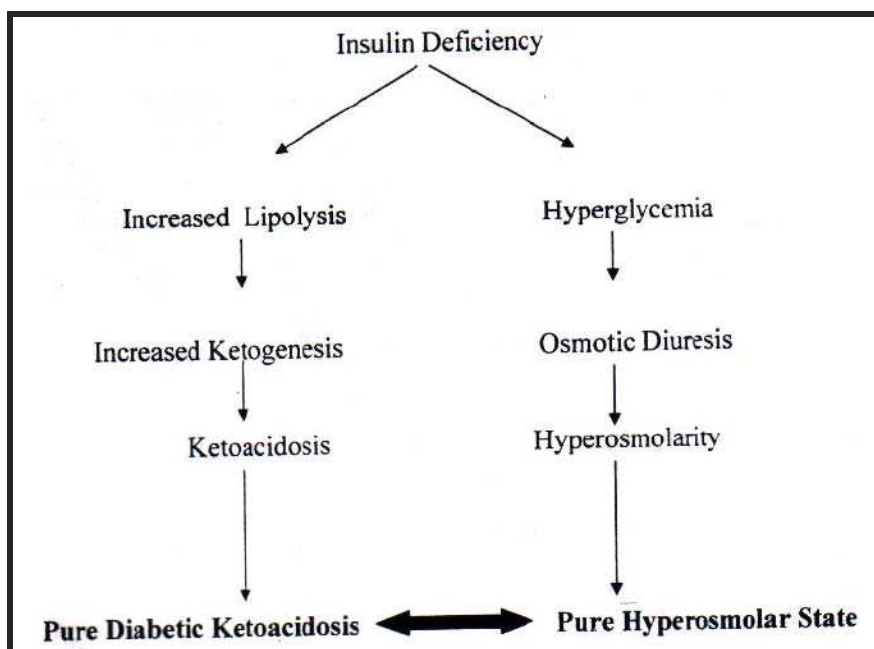 Insulin Deficiency
Increased Lipolysis
Hyperglycemia
Increased Ketogenesis
Osmotic Diuresis
Ketoacidosis
Hyperosmolarity
Pure Diabetic Ketoacidosis
Pure Hyperosmolar State